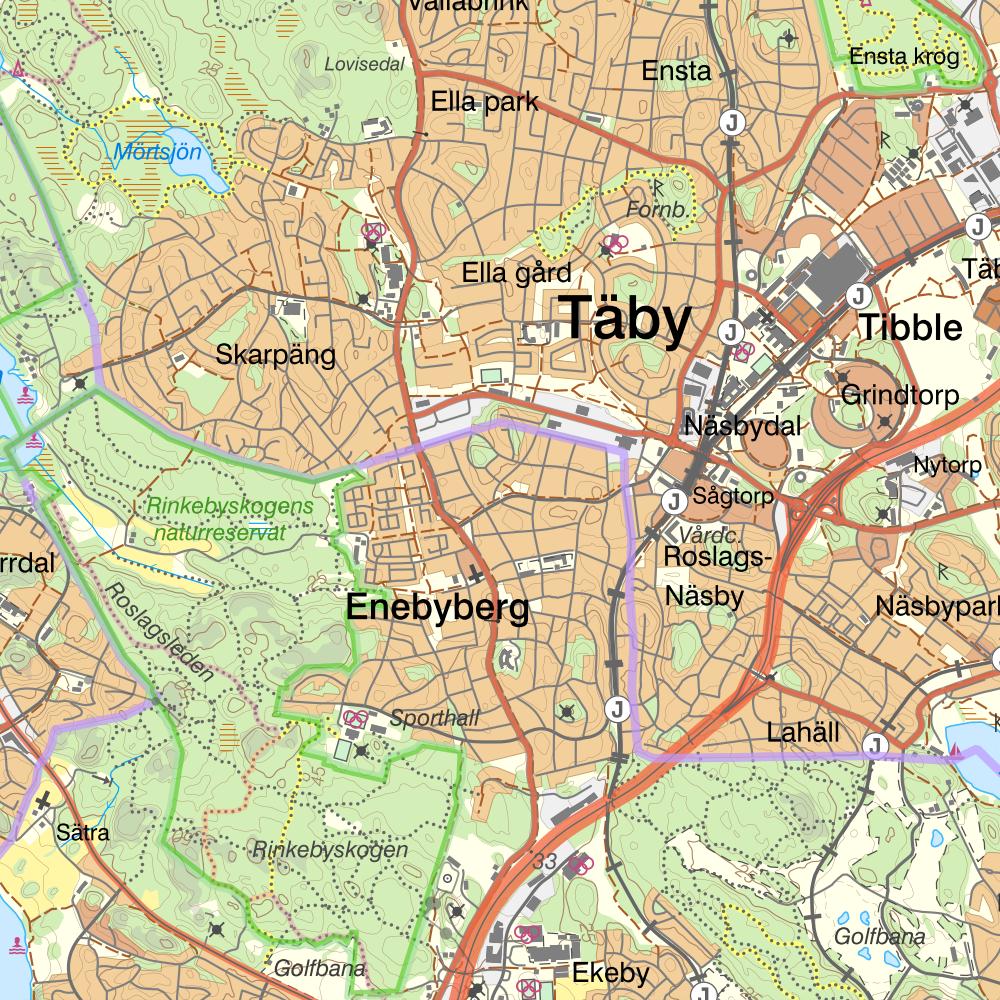 Vallabrink
Ensta krog
Lovisedal
Ensta
Ella park
Mörtsjön
Fornb.
J
J
Täb
Ella gård
J
Täby
Tibble
J
Skarpäng
Grindtorp
Näsbydal
Nytorp
Rinkebyskogens
naturreservat
J
Sågtorp
Vårdc.
Roslags-
Näsby
rrdal
Roslagsleden
Enebyberg
Näsbypark
Sporthall
J
Lahäll
J
45
Sätra
Rinkebyskogen
33
Golfbana
Golfbana
Ekeby
J